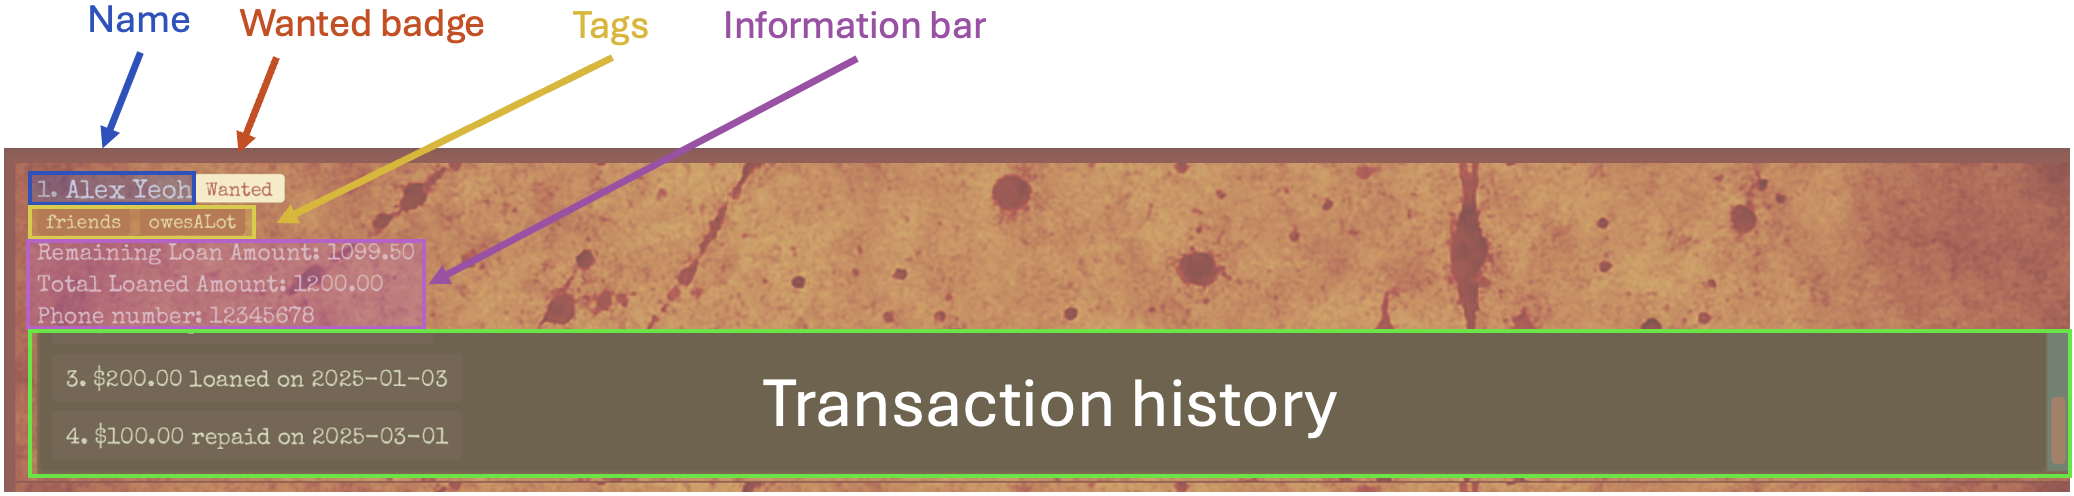 Name
Wanted badge
Tags
Information bar
1. Alex Yeoh
Wanted
friends
owesALot
Remaining Loan Amount: 1099.50
Total Loaned Amount: 1200.00
Phone number: 12345678
3. $200.00 loaned on 2025-01-03
4. $100.00 repaid on 2025-03-01
Transaction history